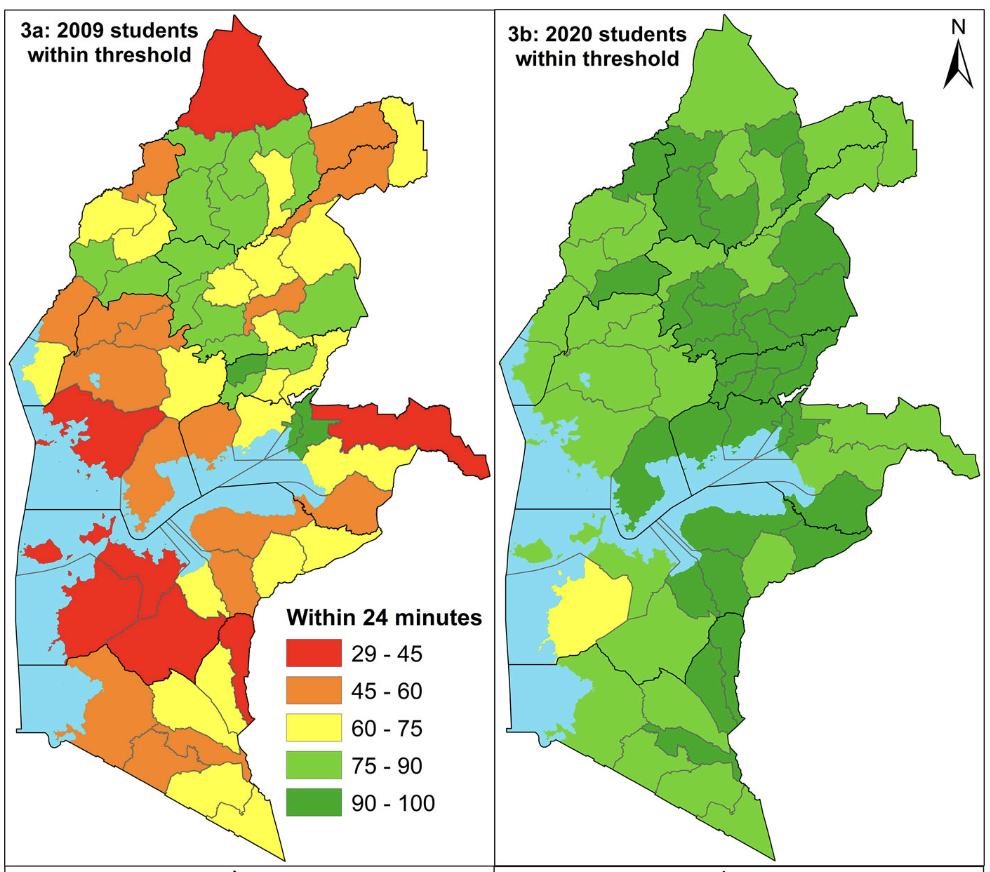 3a: 2009 students
within threshold
3b: 2020 students
within threshold
N
Within 24 minutes
29 - 45
45 - 60
60 - 75
75 - 90
90 - 100